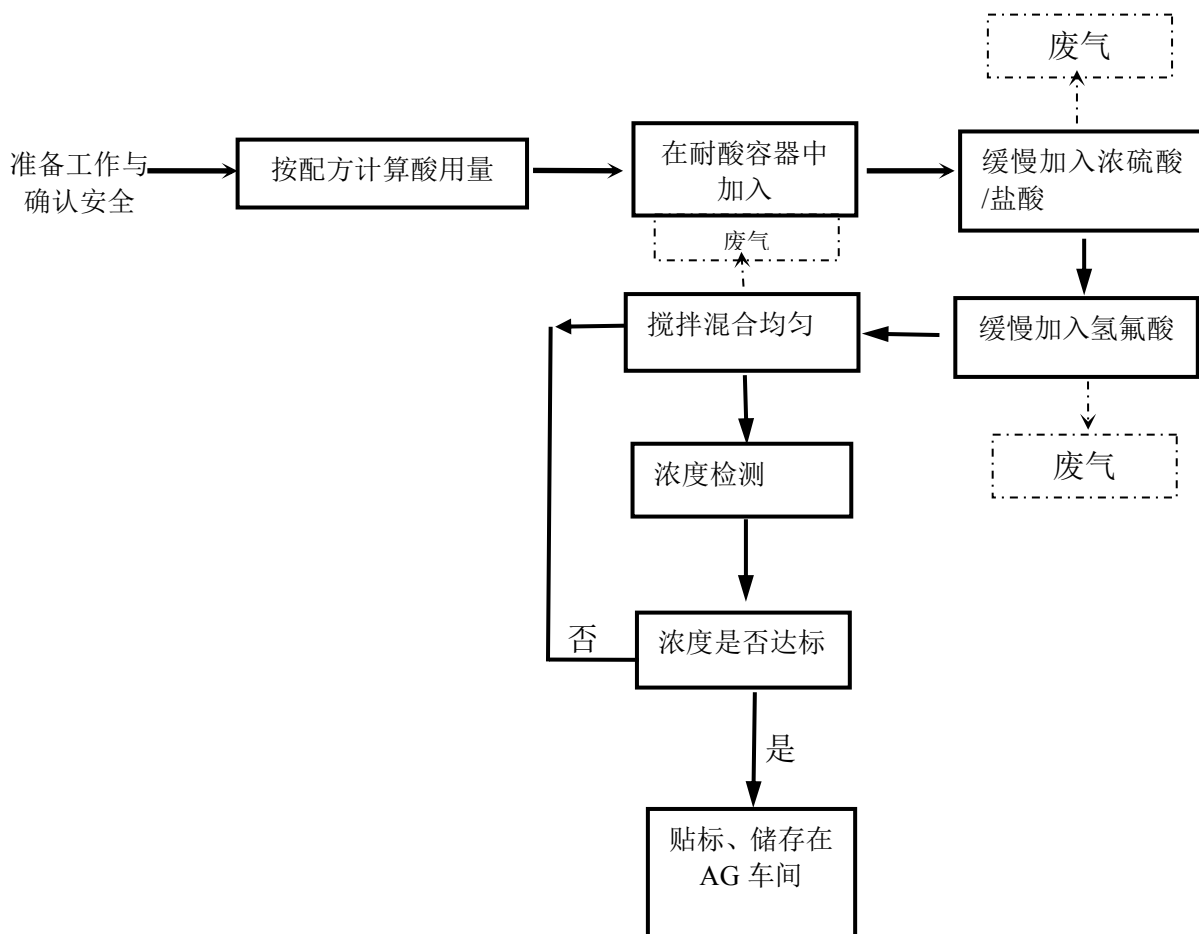 废气
准备工作与
确认安全
按配方计算酸用量
在耐酸容器中
加入
缓慢加入浓硫酸
/盐酸
废气
搅拌混合均匀
缓慢加入氢氟酸
浓度检测
废气
否
浓度是否达标
是
贴标、储存在
AG 车间